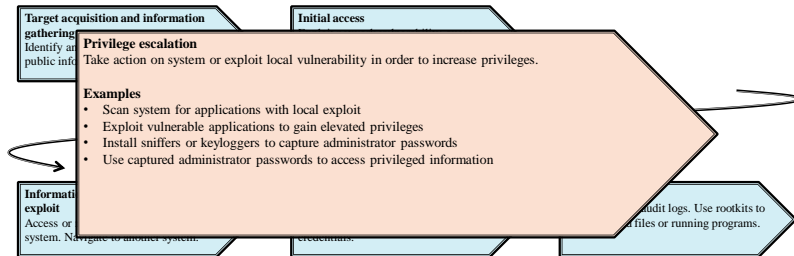 Target acquisition and information
gathering
Identify
public
Initial access
Privilege escalation
Take action on system or exploit local vulnerability in order to increase privileges.
Examples
• Scan system for applications with local exploit
• Exploit vulnerable applications to gain elevated privileges
• Install sniffers or keyloggers to capture administrator passwords
• Use captured administrator passwords to access privileged information
exploit
Access or
system. Navigate to another system.
credentials.
audit logs. Use rootkits to
files or running programs.